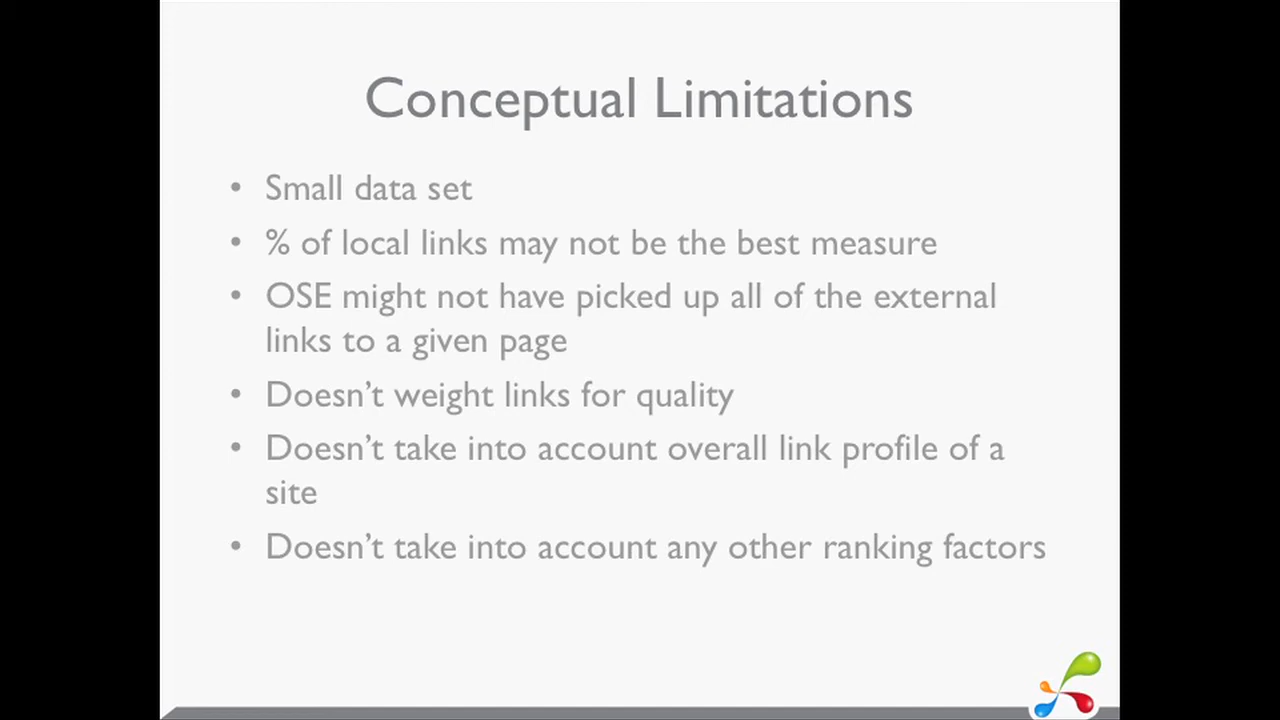 Conceptual Limitations
• Small data set
• % of local links may not be the best measure
• OSE might not have picked up all of the external
links to a given page
• Doesn’t weight links for quality
• Doesn’t take into account overall link profile of a
site
• Doesn’t take into account any other ranking factors